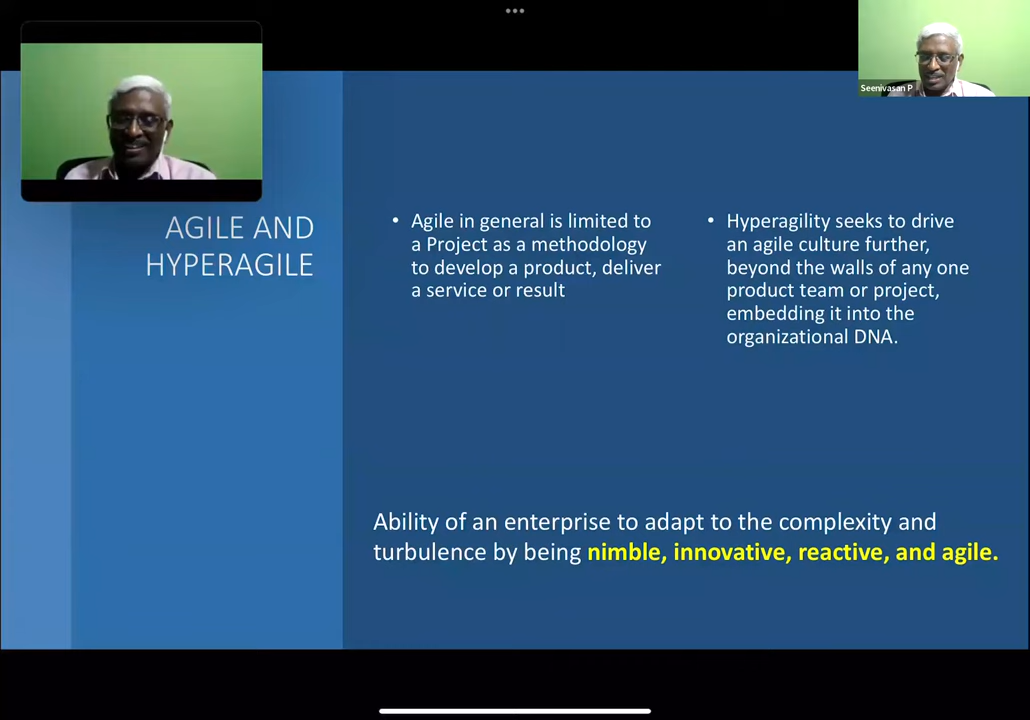 Seenivasan P
AGILE AND
HYPERAGILE
• Agile in general is limited to
a Project as a methodology
to develop a product, deliver
a service or result
• Hyperagility seeks to drive
an agile culture further,
beyond the walls of any one
product team or project,
embedding it into the
organizational DNA.
Ability of an enterprise to adapt to the complexity and
turbulence by being nimble, innovative, reactive, and agile.